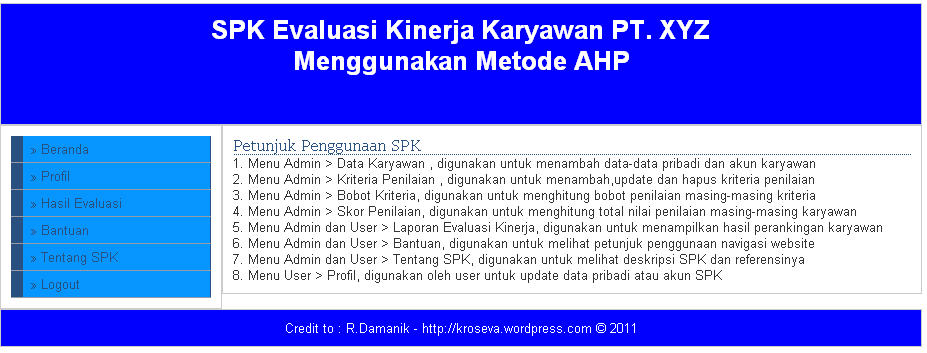 SPK Evaluasi Kinerja Karyawan PT. XYZ
Menggunakan Metode AHP
» Beranda
» Profil
» Hasil Evaluasi
» Bantuan
» Tentang SPK
» Logout
Petunjuk Penggunaan SPK
1. Menu Admin > Data Karyawan , digunakan untuk menambah data-data pribadi dan akun karyawan
2. Menu Admin > Kriteria Penilaian , digunakan untuk menambah,update dan hapus kriteria penilaian
3. Menu Admin > Bobot Kriteria, digunakan untuk menghitung bobot penilaian masing-masing kriteria
4. Menu Admin > Skor Penilaian, digunakan untuk menghitung total nilai penilaian masing-masing karyawan
5. Menu Admin dan User > Laporan Evaluasi Kinerja, digunakan untuk menampilkan hasil perankingan karyawan
6. Menu Admin dan User > Bantuan, digunakan untuk melihat petunjuk penggunaan navigasi website
7. Menu Admin dan User > Tentang SPK, digunakan untuk melihat deskripsi SPK dan referensinya
8. Menu User > Profil, digunakan oleh user untuk update data pribadi atau akun SPK
Credit to : R.Damanik - http://kroseva.wordpress.com © 2011